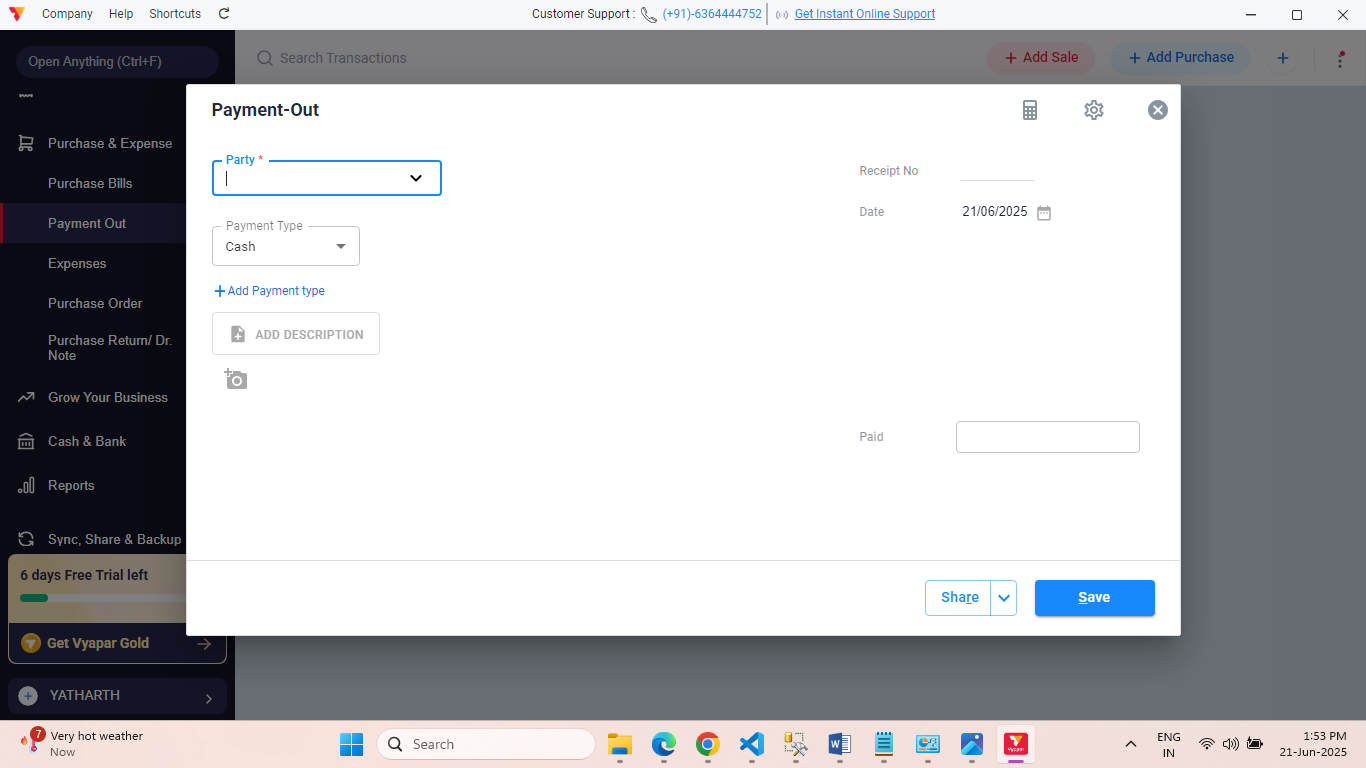 Company Help Shortcuts
Customer Support : (+91)-6364444752 Get Instant Online Support
Open Anything (Ctrl+F)
Search Transactions
Add Sale
Add Purchase
Purchase & Expense
Purchase Bills
Payment Out
Expenses
Purchase Order
Purchase Return/ Dr.
Note
Grow Your Business
Cash & Bank
Reports
Sync, Share & Backup
6 days Free Trial left
Get Vyapar Gold
YATHARTH
Payment-Out
Party *
Payment Type
Cash
Add Payment type
ADD DESCRIPTION
Receipt No
Date 21/06/2025
Paid
Share
Save
7
Very hot weather
Now
Search
Vyapar
ENG
IN
1:53 PM
21-Jun-2025